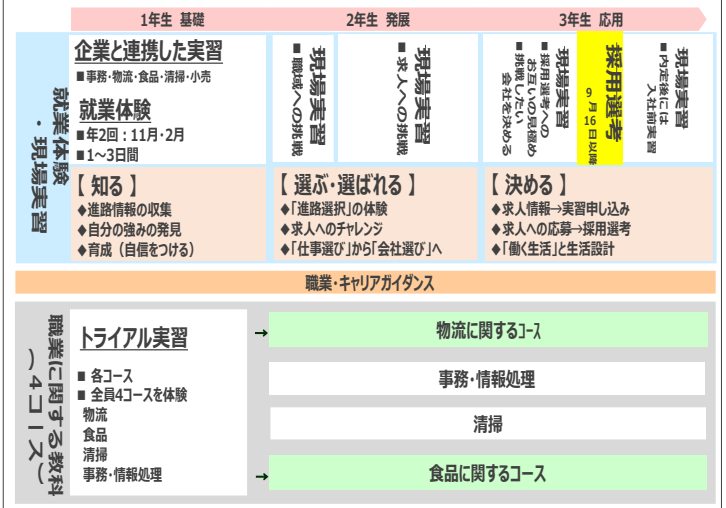 1年生 基礎
2年生 発展
3年生 応用
就業体験
・現場実習
企業と連携した実習
■事務・物流・食品・清掃・小売
就業体験
■年2回：11月・2月
■1～3日間
現場実習
■職域への挑戦
現場実習
■求人への挑戦
現場実習
■採用選考への
お互いの見極め
■挑戦したい
会社を決める
採用選考
9月16日以降
現場実習
■内定後には
入社前実習
【 知る 】
◆進路情報の収集
◆自分の強みの発見
◆育成（自信をつける）
【 選ぶ・選ばれる 】
◆「進路選択」の体験
◆求人へのチャレンジ
◆「仕事選び」から「会社選び」へ
【 決める 】
◆求人情報→実習申し込み
◆求人への応募→採用選考
◆「働く生活」と生活設計
職業・キャリアガイダンス
職業に関する教科
（4コース）
トライアル実習
■ 各コース
■ 全員4コースを体験
物流
食品
清掃
事務・情報処理
→
物流に関するコース
事務・情報処理
清掃
→
食品に関するコース